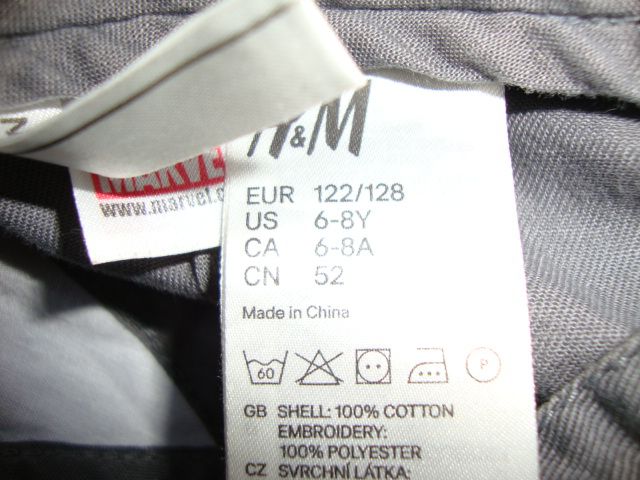 H&M
MARVEL
www.marvel.c
EUR 122/128
US 6-8Y
CA 6-8A
CN 52
Made in China
60
P
GB SHELL: 100% COTTON
EMBROIDERY:
100% POLYESTER
CZ SVRCHNÍ LÁTKA: